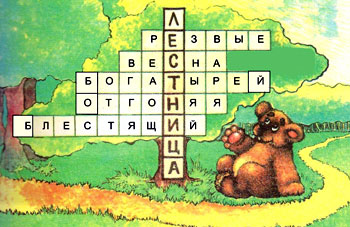 ЛЕСТНИЦА
РЕЗВЫЕ
ВЕСНА
БОГАТЫРЕЙ
ОТГОНЯЯ
БЛЕСТЯЩИЙ